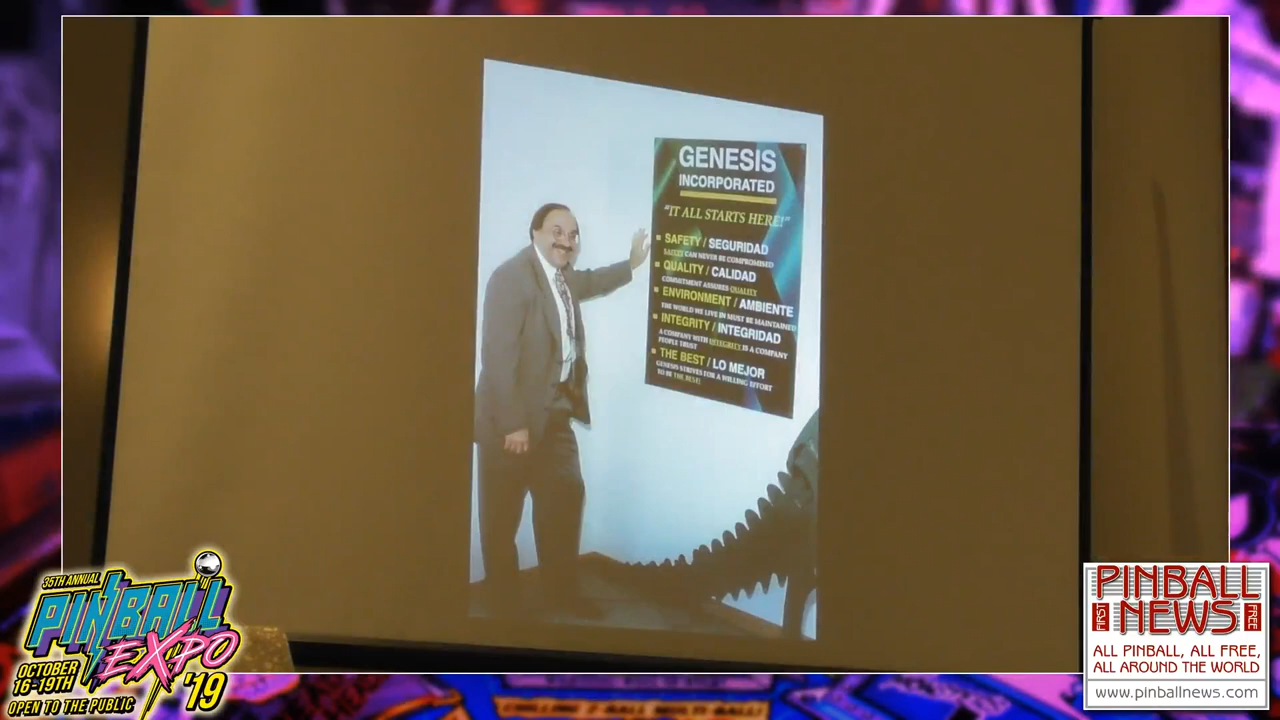 GENESIS
INCORPORATED
"IT ALL STARTS HERE!"
SAFETY / SEGURIDAD
SAFETY CAN NEVER BE COMPROMISED
QUALITY / CALIDAD
COMMITMENT ASSURES QUALITY
ENVIRONMENT / AMBIENTE
THE WORLD WE LIVE IN MUST BE MAINTAINED
INTEGRITY / INTEGRIDAD
A COMPANY WITH INTEGRITY IS A COMPANY
PEOPLE TRUST
THE BEST / LO MEJOR
GENESIS STRIVES FOR A WILLING EFFORT
TO BE THE BEST!
35TH ANNUAL
PINBALL
EXPO
OCTOBER
16-19TH
'19
OPEN TO THE PUBLIC
PINBALL
FIRST NEWS FREE
ALL PINBALL, ALL FREE,
ALL AROUND THE WORLD
www.pinballnews.com